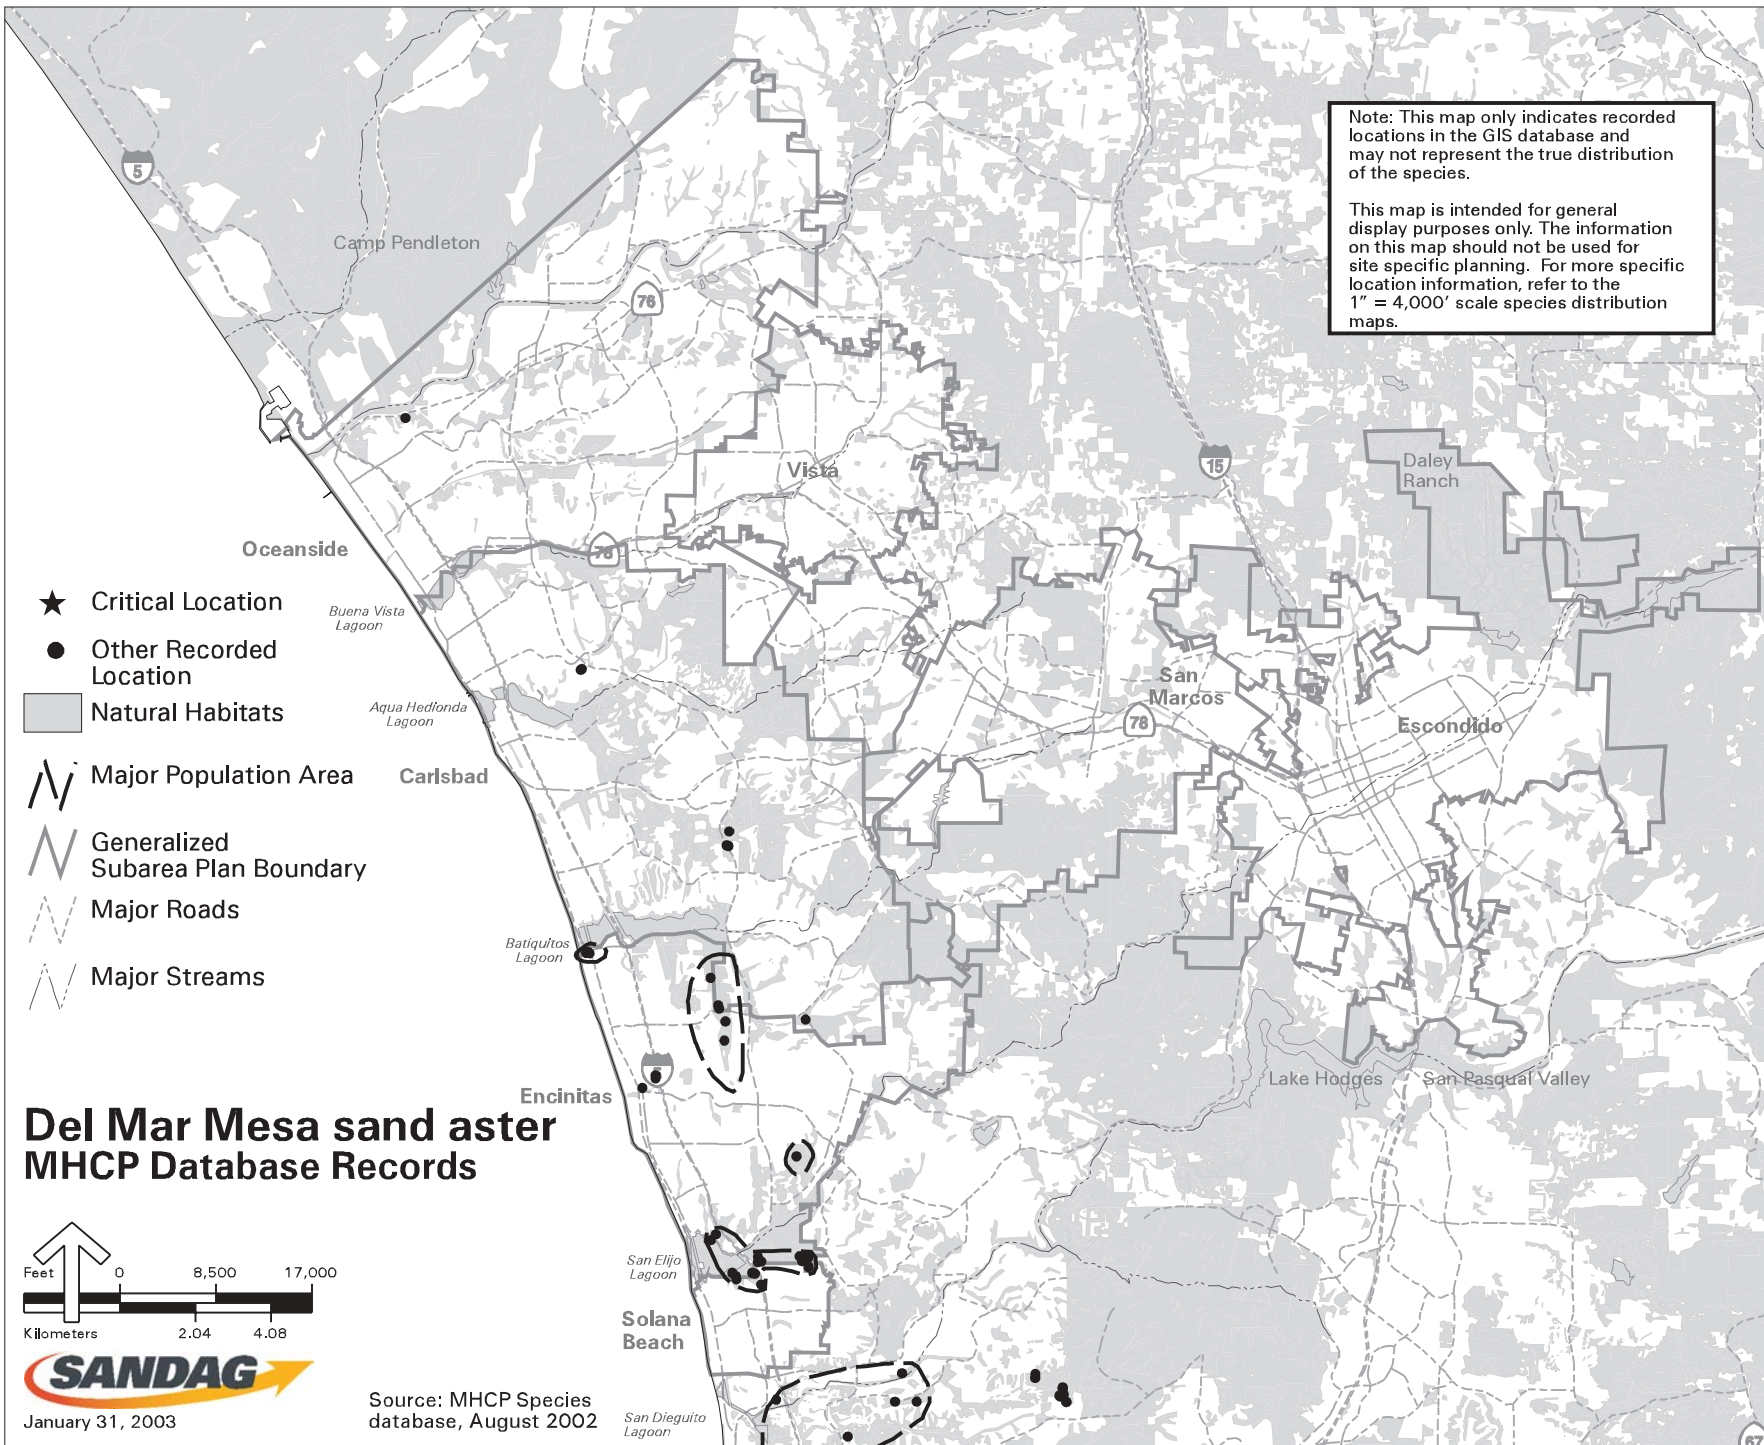 Note: This map only indicates recorded
locations in the GIS database and
may not represent the true distribution
of the species.
This map is intended for general
display purposes only. The information
on this map should not be used for
site specific planning. For more specific
location information, refer to the
1” = 4,000’ scale species distribution
maps.
5
Camp Pendleton
76
Vista
15
Daley
Ranch
Oceanside
78
Buena Vista
Lagoon
Critical Location
Other Recorded
Location
Natural Habitats
Major Population Area
Generalized
Subarea Plan Boundary
Major Roads
Major Streams
Aqua Hedionda
Lagoon
Carlsbad
San
Marcos
78
Escondido
Batiquitos
Lagoon
Encinitas
Lake Hodges
San Pasqual Valley
Del Mar Mesa sand aster
MHCP Database Records
San Elijo
Lagoon
Solana
Beach
San Dieguito
Lagoon
Feet 0 8,500 17,000
Kilometers 2.04 4.08
SANDAG
January 31, 2003
Source: MHCP Species
database, August 2002
67